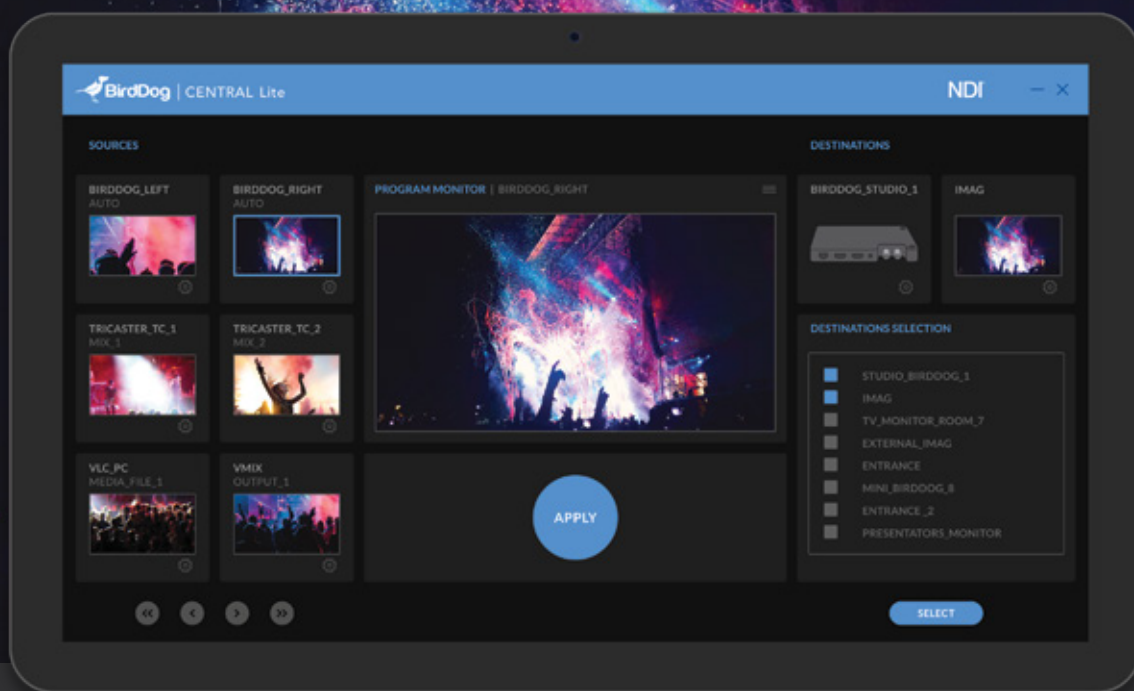 BirdDog | CENTRAL Lite
NDI
SOURCES
BIRDDOG_LEFT
AUTO
BIRDDOG_RIGHT
AUTO
TRICASTER_TC_1
MIX_1
TRICASTER_TC_2
MIX_2
VLC_PC
MEDIA_FILE_1
VMIX
OUTPUT_1
PROGRAM MONITOR | BIRDDOG_RIGHT
APPLY
DESTINATIONS
BIRDDOG_STUDIO_1
IMAG
DESTINATIONS SELECTION
STUDIO_BIRDDOG_1
IMAG
TV_MONITOR_ROOM_7
EXTERNAL_IMAG
ENTRANCE
MINI_BIRDDOG_8
ENTRANCE_2
PRESENTATORS_MONITOR
SELECT